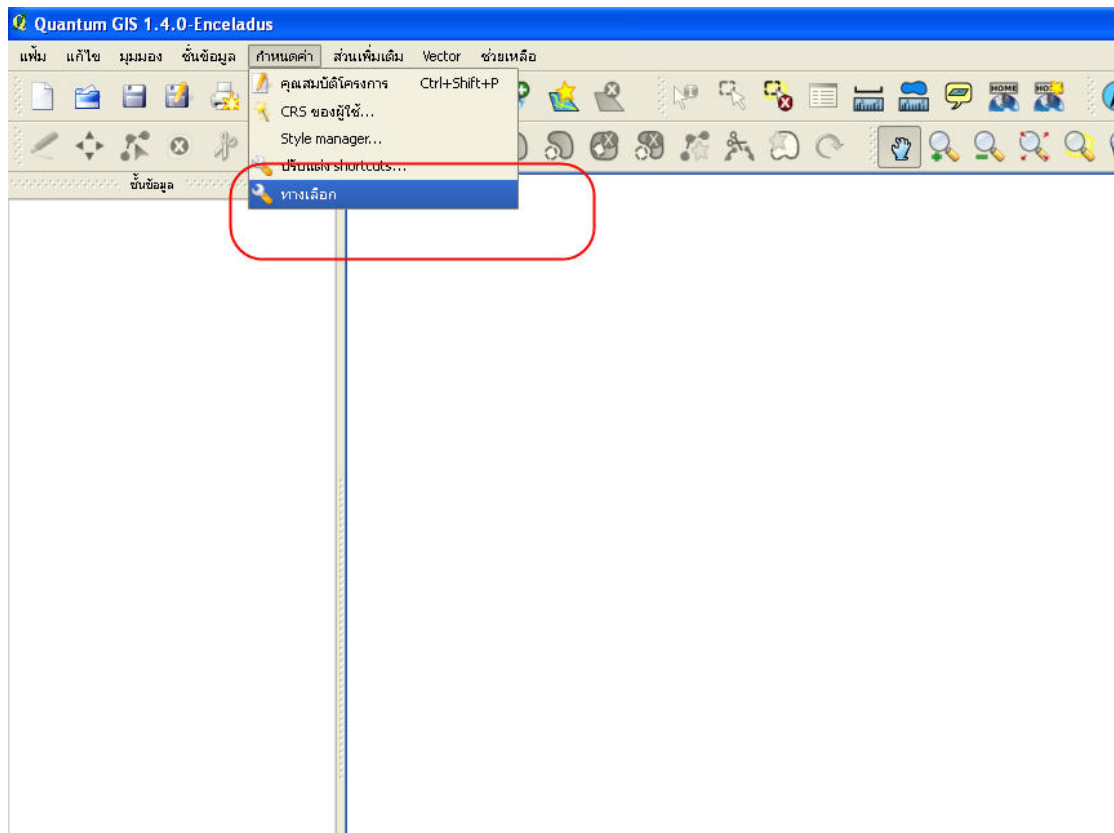 Quantum GIS 1.4.0-Enceladus
แฟ้ม แก้ไข มุมมอง ชั้นข้อมูล กำหนดค่า ส่วนเพิ่มเติม Vector ช่วยเหลือ
คุณสมบัติโครงการ Ctrl+Shift+P
CRS ของผู้ใช้...
Style manager...
ปรับแต่ง shortcuts...
ทางเลือก
ชั้นข้อมูล
HOME